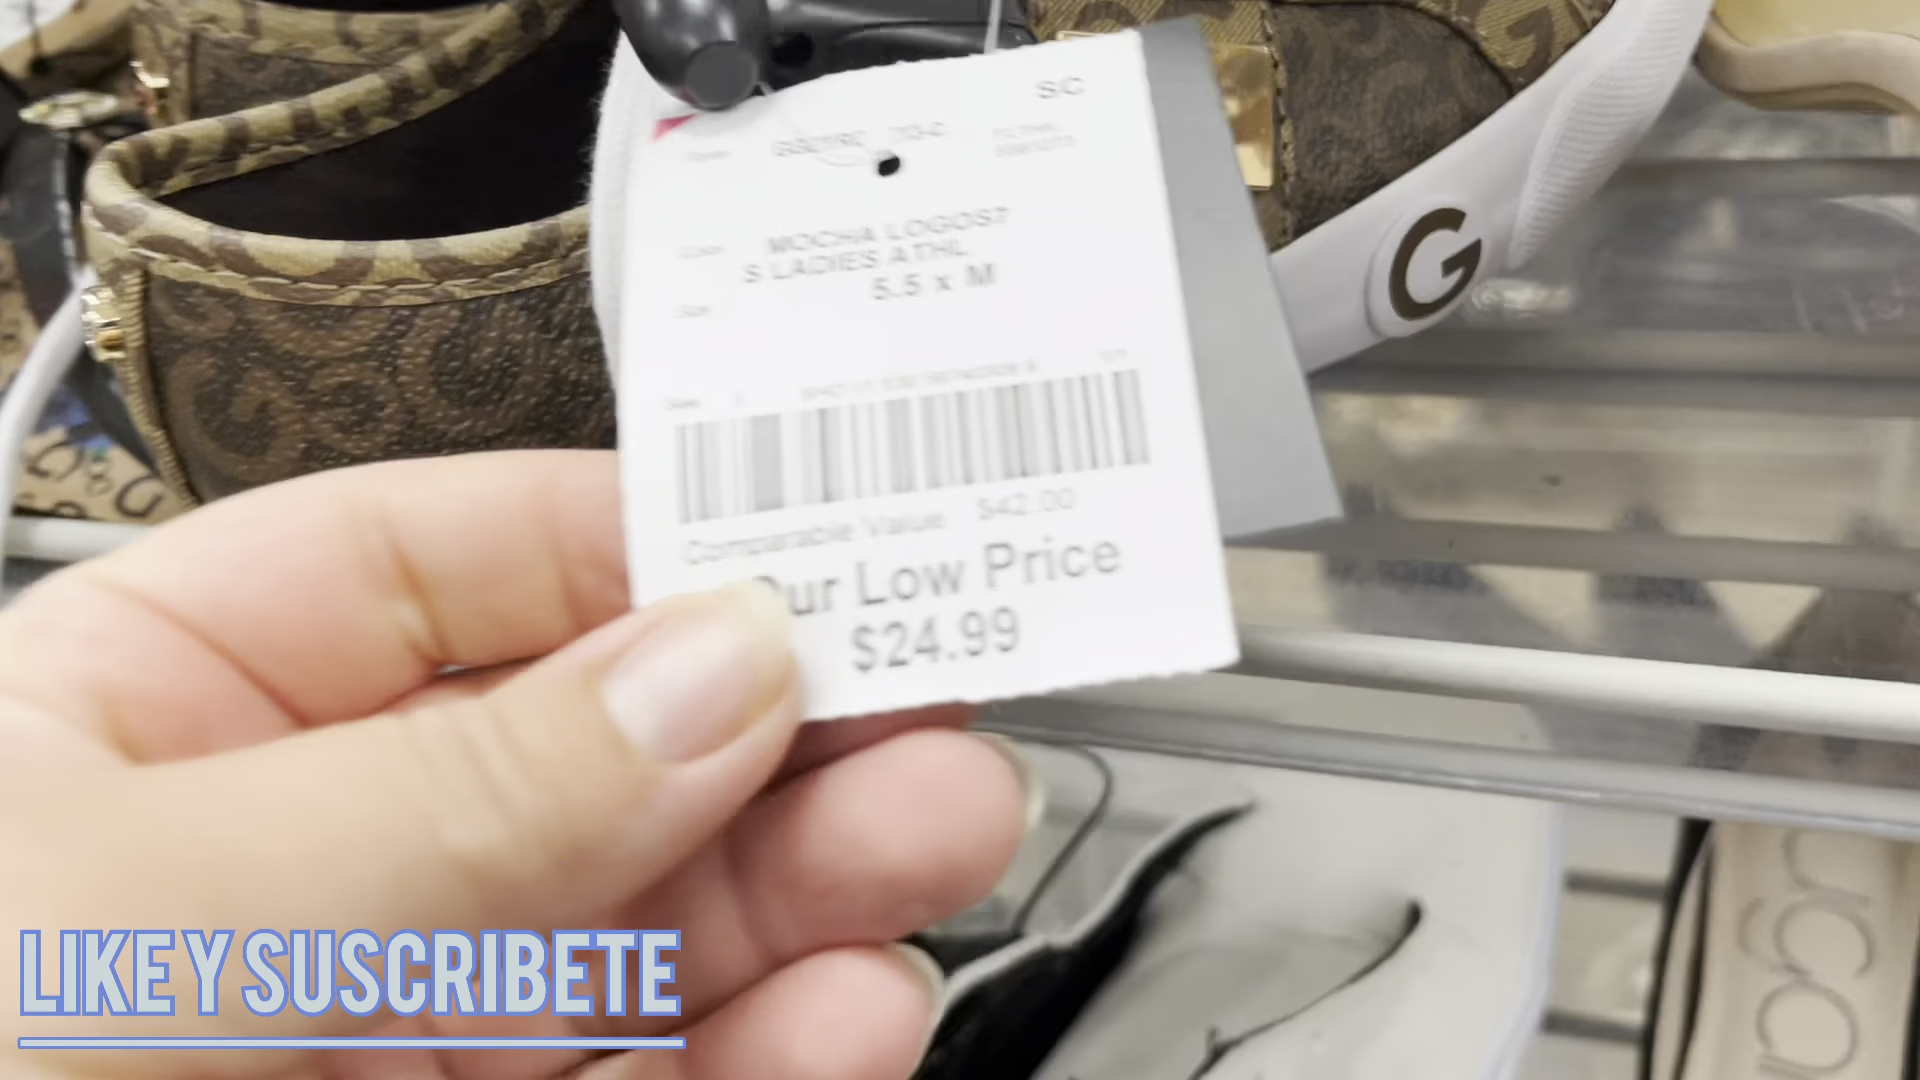 SC
MOCHA LOGOS7
S LADIES ATHL
5.5 x M
Comparable Value $42.00
Our Low Price
$24.99
G
LIKE Y SUSCRIBETE